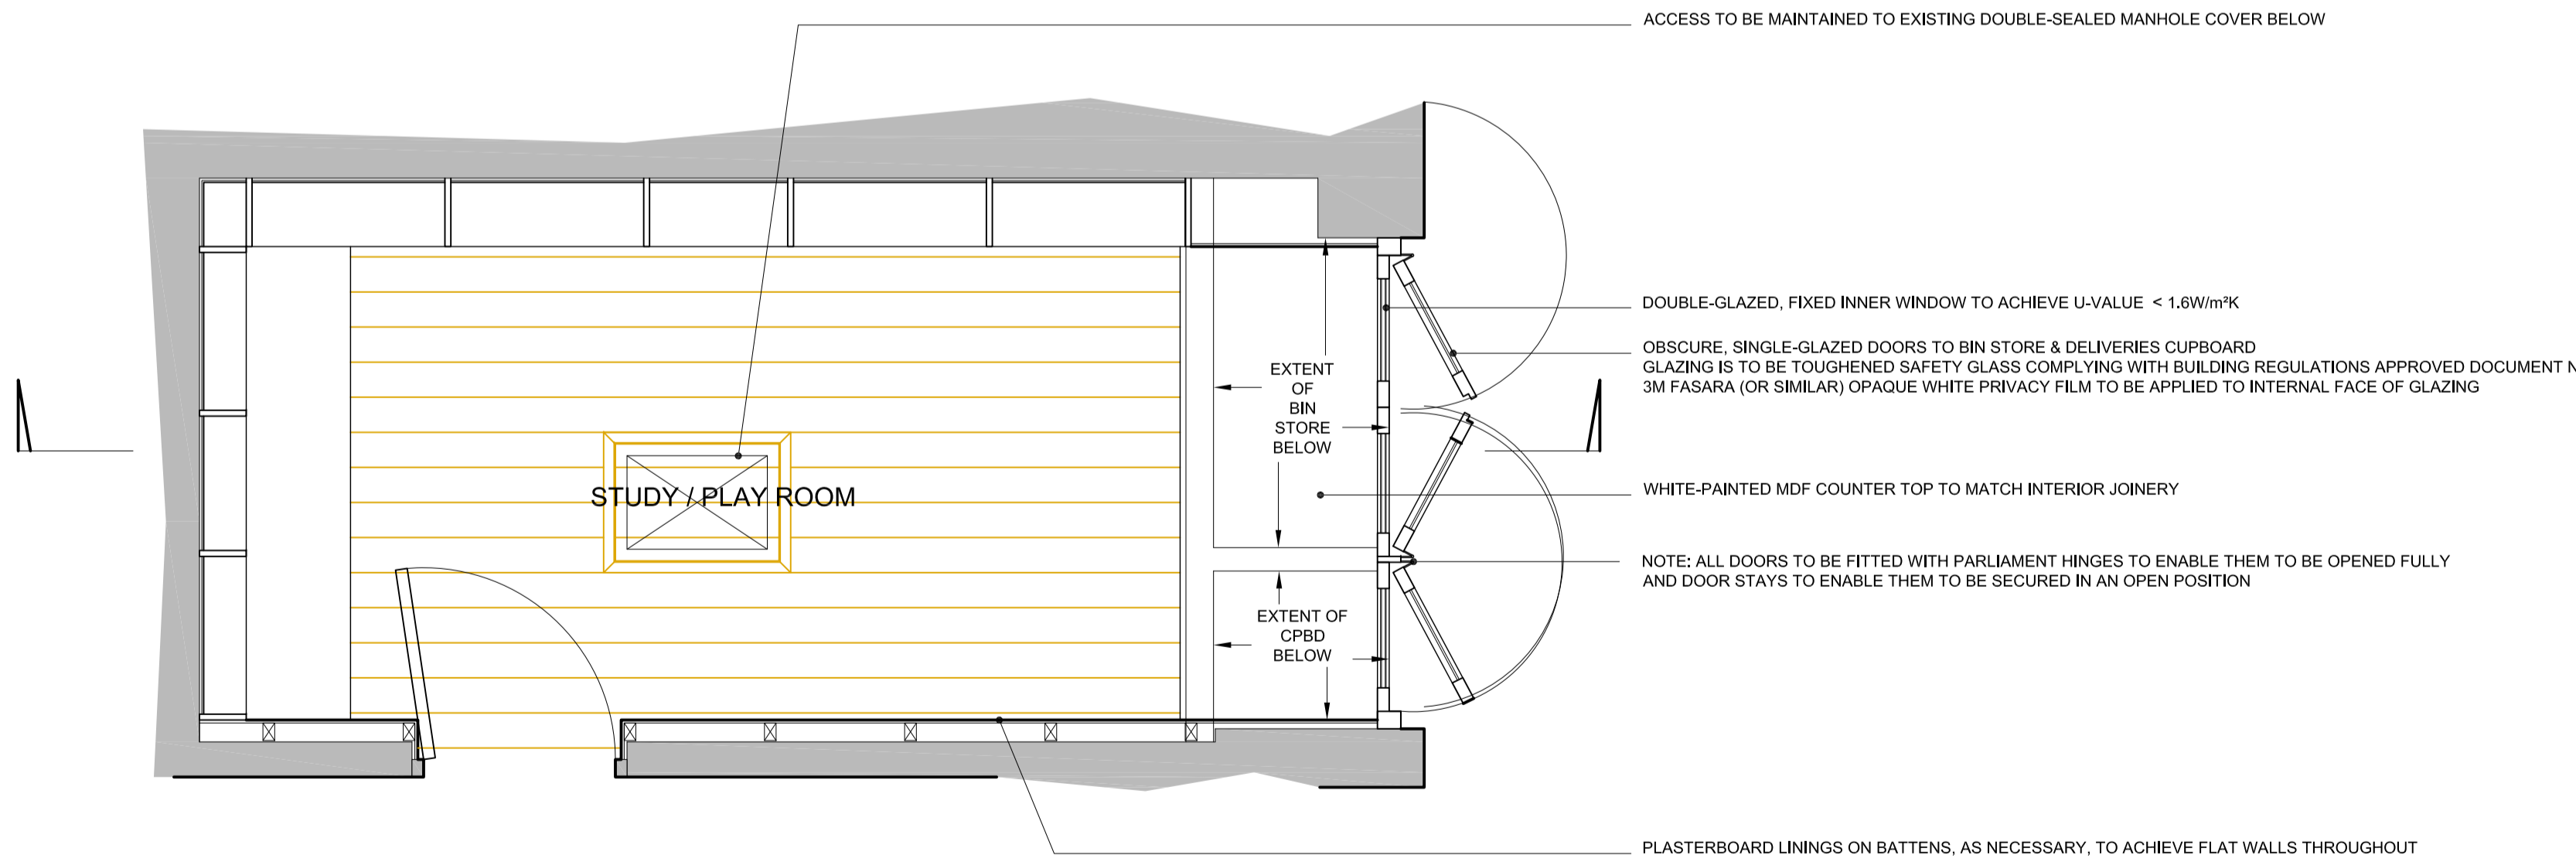 ACCESS TO BE MAINTAINED TO EXISTING DOUBLE-SEALED MANHOLE COVER BELOW
DOUBLE-GLAZED, FIXED INNER WINDOW TO ACHIEVE U-VALUE < 1.6W/m²K
OBSCURE, SINGLE-GLAZED DOORS TO BIN STORE & DELIVERIES CUPBOARD
GLAZING IS TO BE TOUGHENED SAFETY GLASS COMPLYING WITH BUILDING REGULATIONS APPROVED DOCUMENT N
3M FASARA (OR SIMILAR) OPAQUE WHITE PRIVACY FILM TO BE APPLIED TO INTERNAL FACE OF GLAZING
EXTENT
OF
BIN
STORE
BELOW
STUDY / PLAY ROOM
WHITE-PAINTED MDF COUNTER TOP TO MATCH INTERIOR JOINERY
NOTE: ALL DOORS TO BE FITTED WITH PARLIAMENT HINGES TO ENABLE THEM TO BE OPENED FULLY
AND DOOR STAYS TO ENABLE THEM TO BE SECURED IN AN OPEN POSITION
EXTENT OF
CPBD
BELOW
PLASTERBOARD LININGS ON BATTENS, AS NECESSARY, TO ACHIEVE FLAT WALLS THROUGHOUT